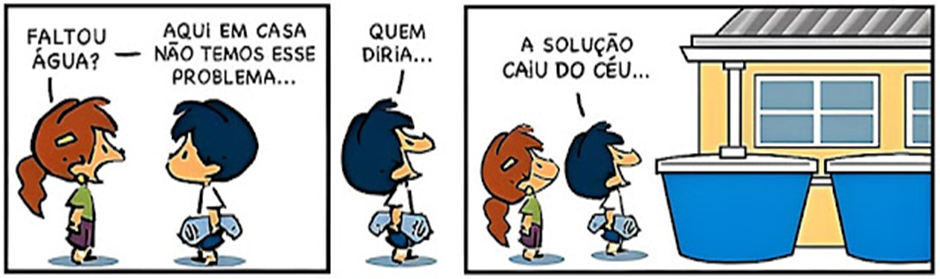 FALTOU
ÁGUA?
AQUI EM CASA
NÃO TEMOS ESSE
PROBLEMA...
QUEM
DIRIA...
A SOLUÇÃO
CAIU DO CÉU...